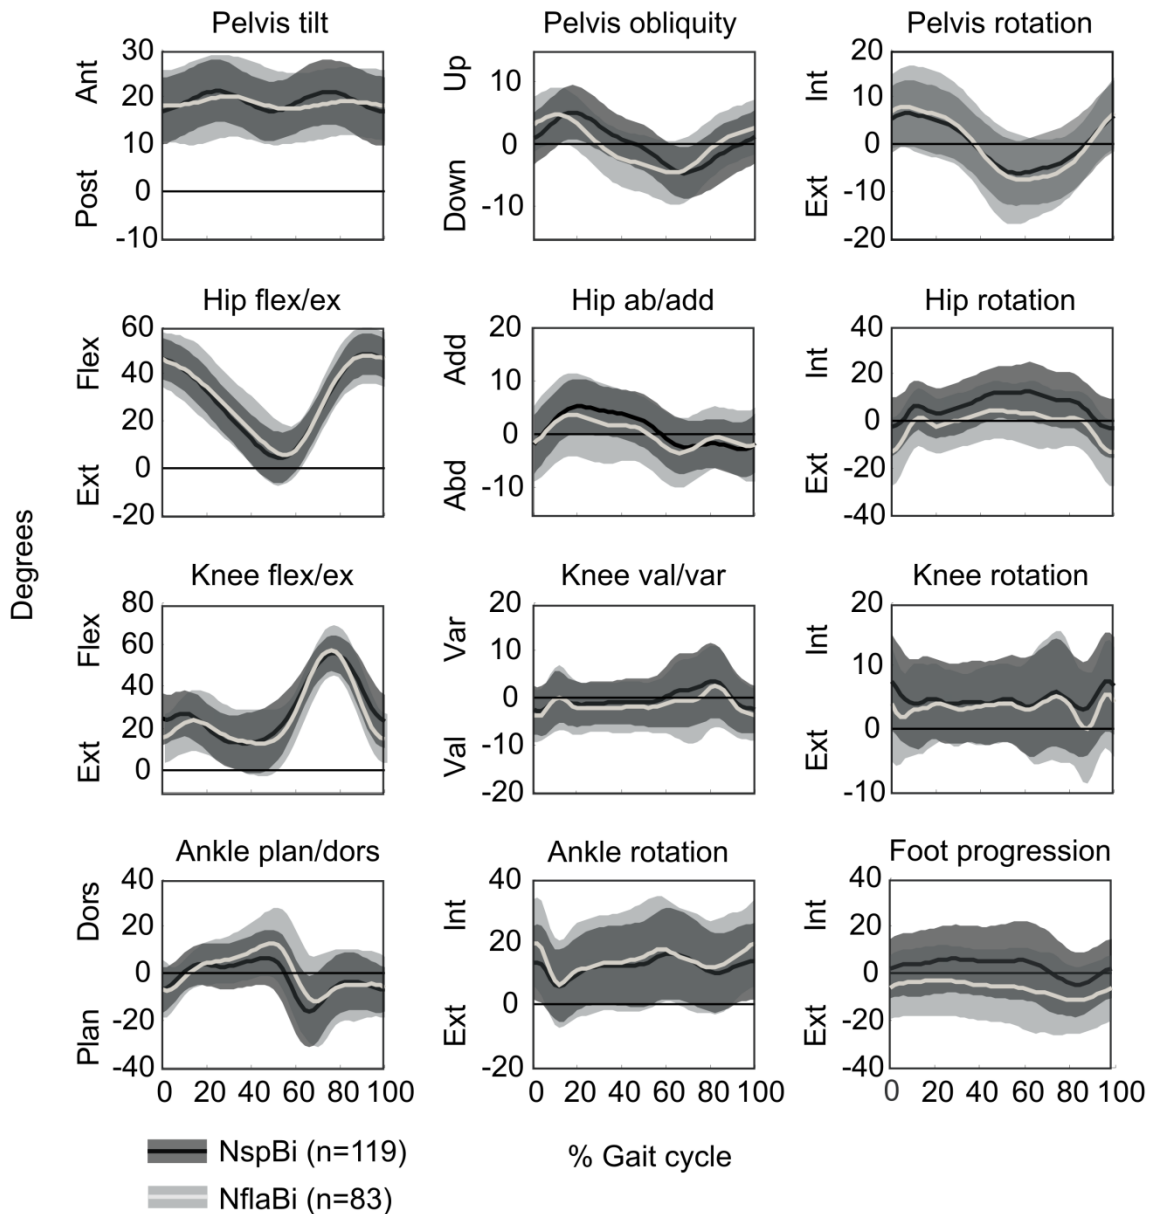 Pelvis tilt
Pelvis obliquity
Pelvis rotation
Ant
Post
30
20
10
0
-10
Up
Down
10
0
-10
Int
Ext
20
10
0
-10
-20
Hip flex/ex
Hip ab/add
Hip rotation
Flex
Ext
60
40
20
0
-20
Add
Abd
20
10
0
-10
Int
Ext
40
20
0
-20
-40
Degrees
Knee flex/ex
Knee val/var
Knee rotation
Flex
Ext
80
60
40
20
0
Var
Val
20
10
0
-10
-20
Int
Ext
20
10
0
-10
Ankle plan/dors
Ankle rotation
Foot progression
Dors
Plan
40
20
0
-20
-40
Int
Ext
40
20
0
-20
Int
Ext
40
20
0
-20
-40
0 20 40 60 80 100
0 20 40 60 80 100
0 20 40 60 80 100
NspBi (n=119)
% Gait cycle
NflaBi (n=83)